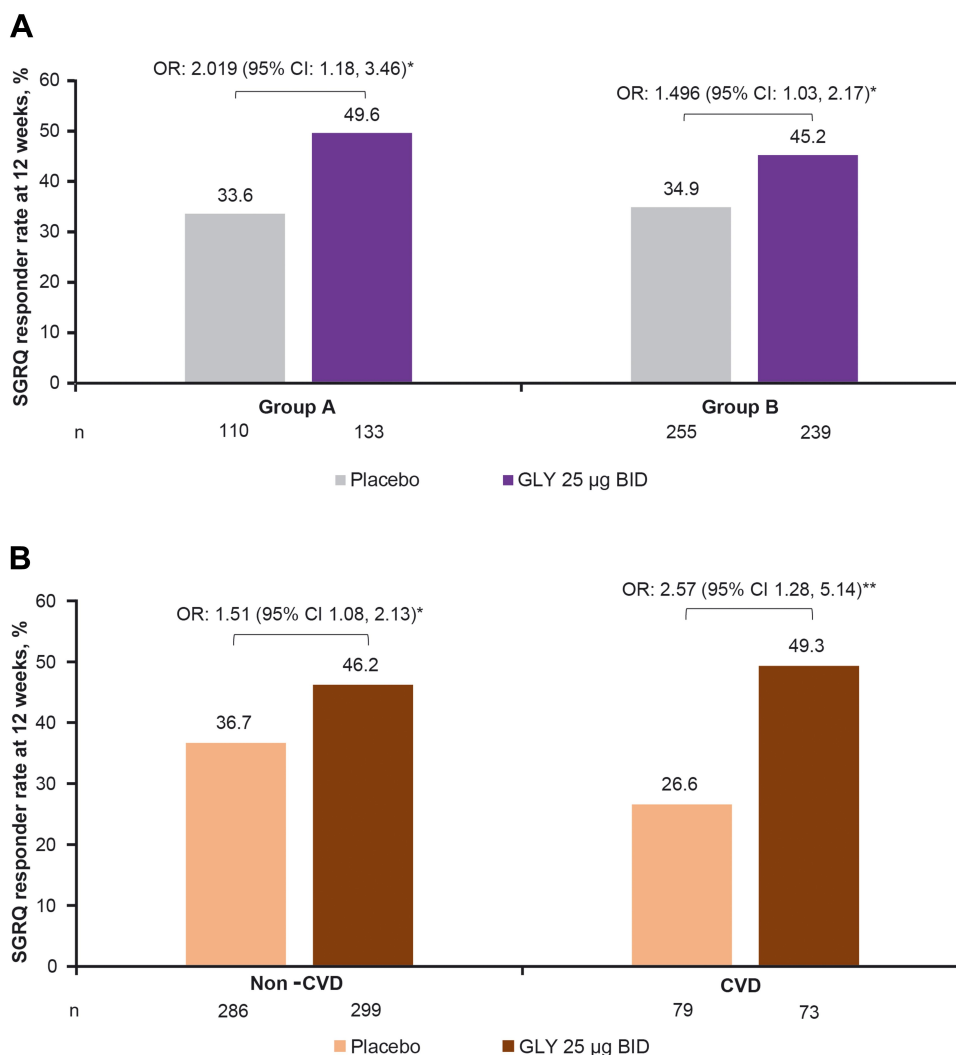 A
OR: 2.019 (95% CI: 1.18, 3.46)*
OR: 1.496 (95% CI: 1.03, 2.17)*
SGRQ responder rate at 12 weeks, %
60
50
40
30
20
10
0
33.6
49.6
34.9
45.2
Group A
Group B
n 110 133 255 239
Placebo GLY 25 µg BID
B
OR: 1.51 (95% CI 1.08, 2.13)*
OR: 2.57 (95% CI 1.28, 5.14)**
SGRQ responder rate at 12 weeks, %
60
50
40
30
20
10
0
36.7
46.2
26.6
49.3
Non -CVD
CVD
n 286 299 79 73
Placebo GLY 25 µg BID